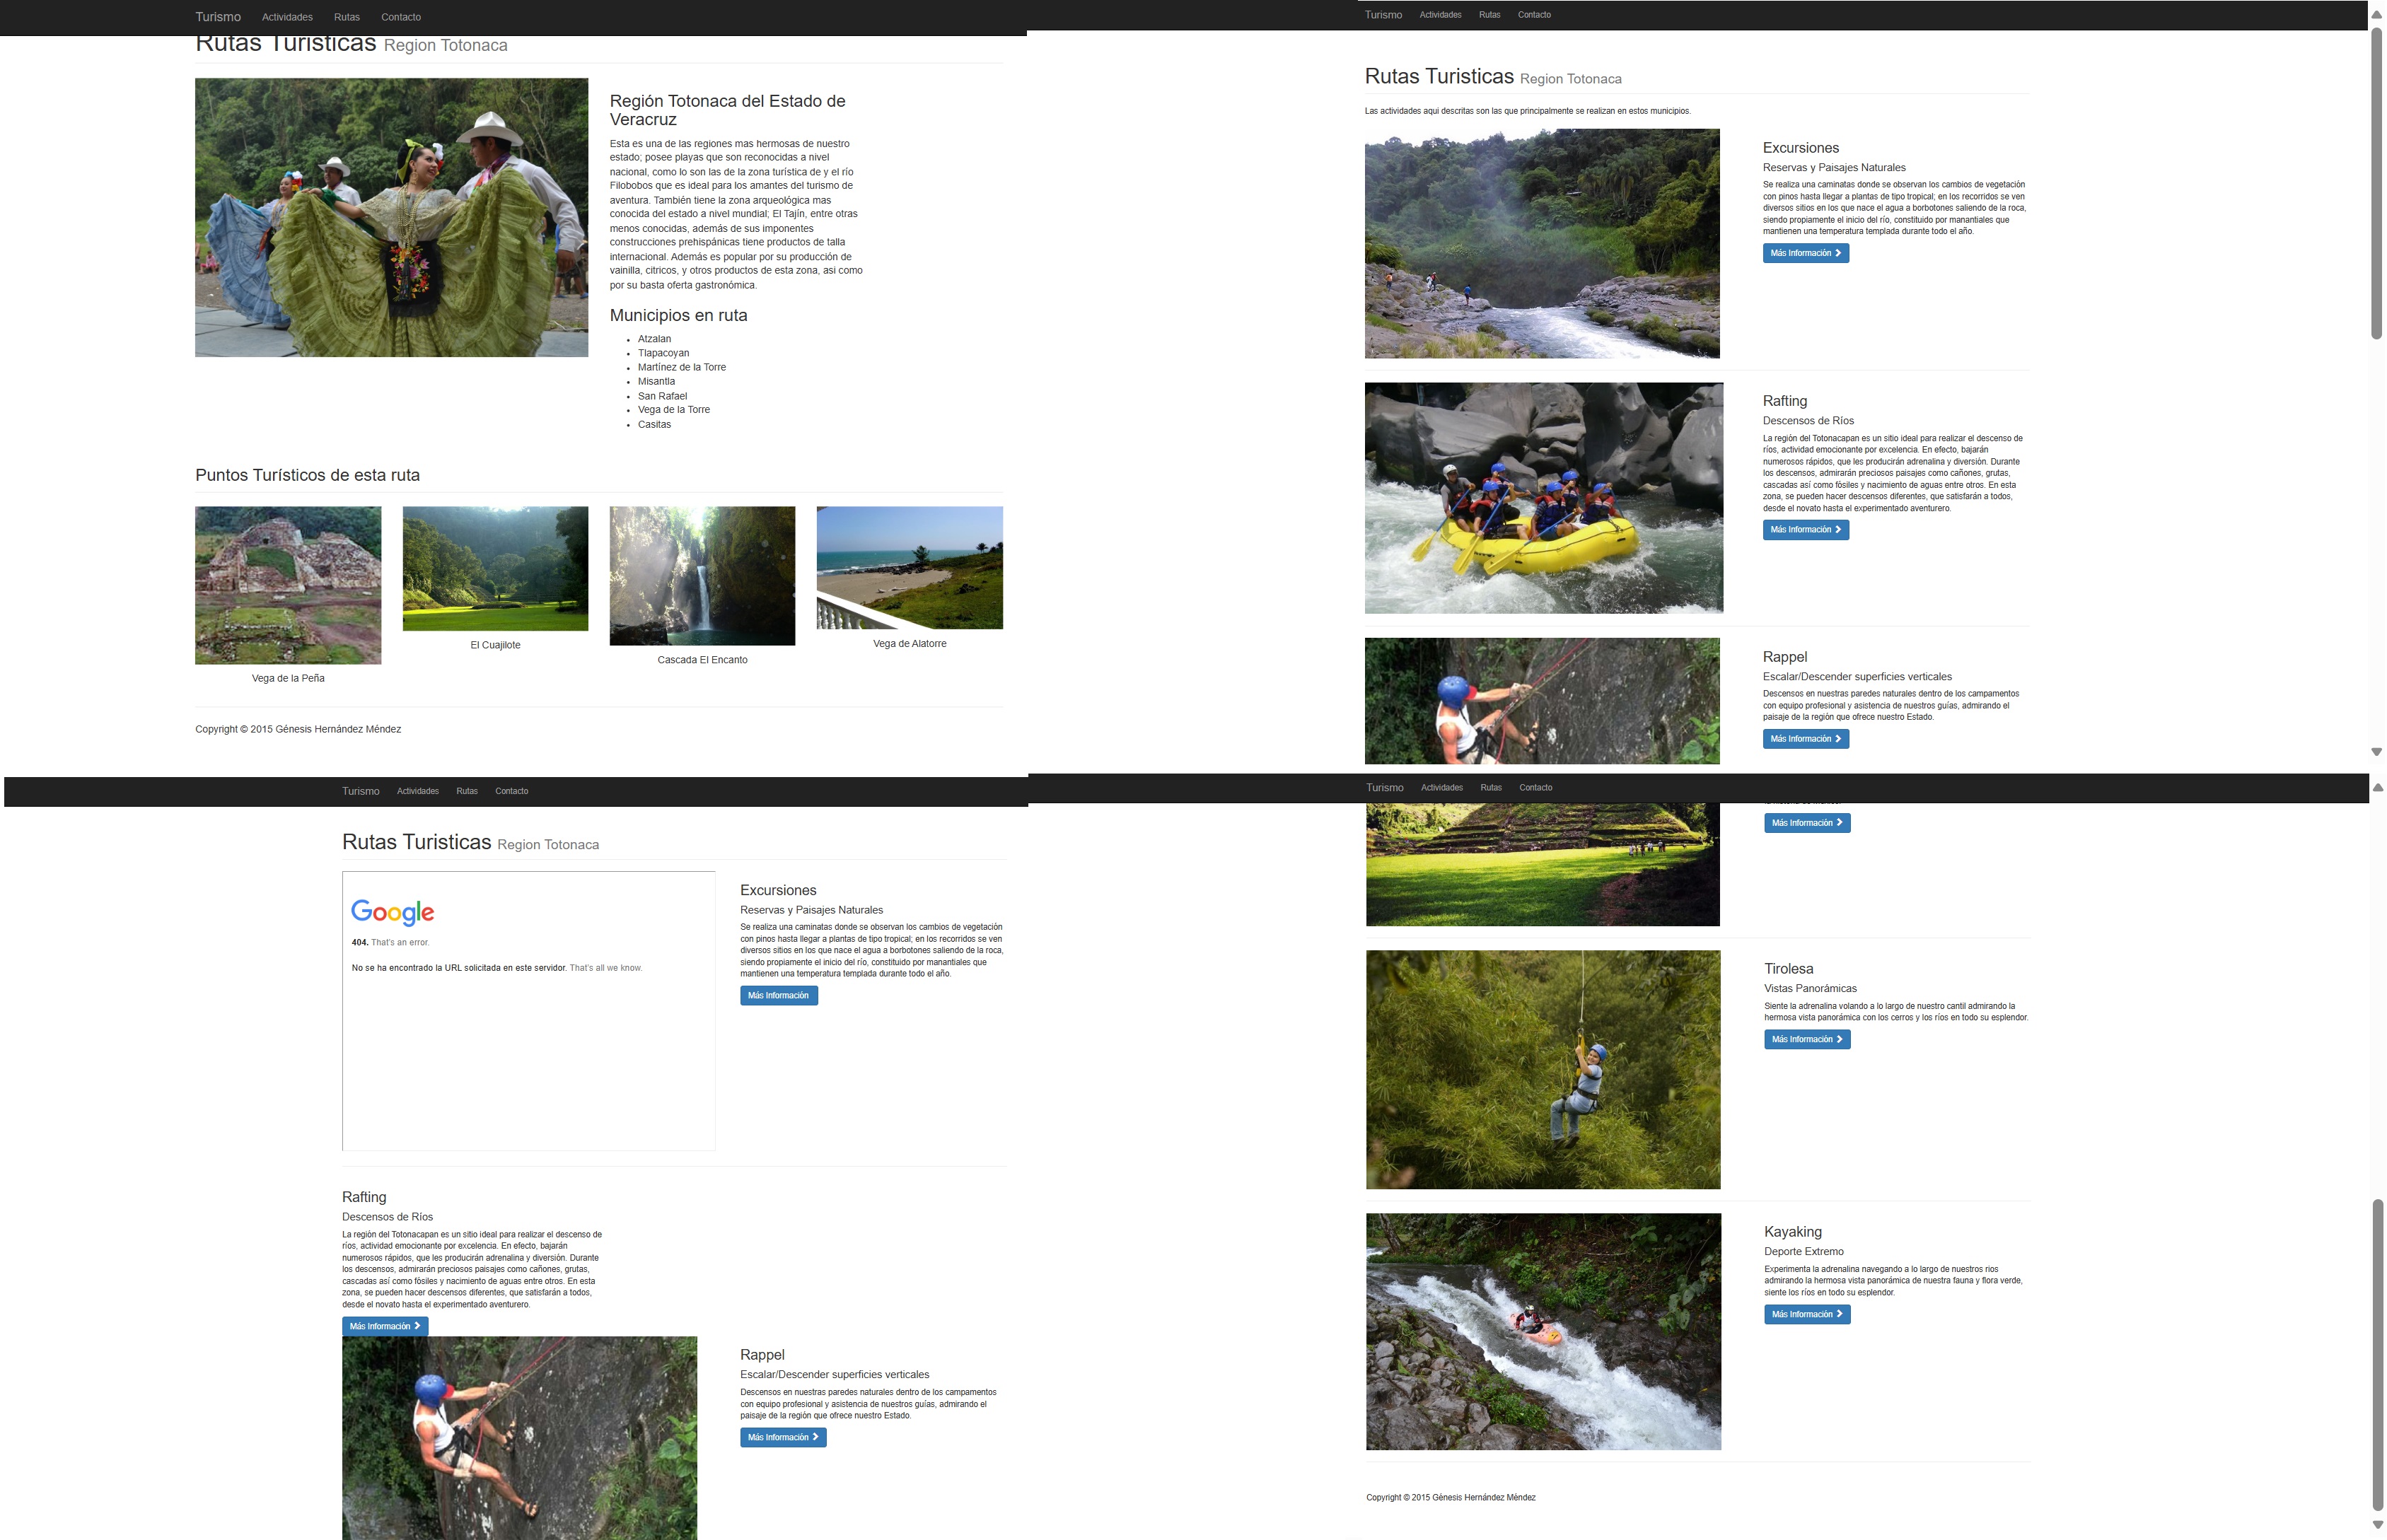 Turismo Actividades Rutas Contacto
Rutas Turisticas Region Totonaca
Región Totonaca del Estado de
Veracruz
Esta es una de las regiones mas hermosas de nuestro
estado; posee playas que son reconocidas a nivel
nacional, como lo son las de la zona turística de y el río
Filobobos que es ideal para los amantes del turismo de
aventura. También tiene la zona arqueológica mas
conocida del estado a nivel mundial; El Tajín, entre otras
menos conocidas, además de sus imponentes
construcciones prehispánicas tiene productos de talla
internacional. Además es popular por su producción de
vainilla, citricos, y otros productos de esta zona, asi como
por su basta oferta gastronómica.
Municipios en ruta
Atzalan
Tlapacoyan
Martínez de la Torre
Misantla
San Rafael
Vega de la Torre
Casitas
Puntos Turísticos de esta ruta
Vega de la Peña
El Cuajilote
Cascada El Encanto
Vega de Alatorre
Copyright © 2015 Génesis Hernández Méndez
Turismo Actividades Rutas Contacto
Rutas Turisticas Region Totonaca
Las actividades aqui descritas son las que principalmente se realizan en estos municipios.
Excursiones
Reservas y Paisajes Naturales
Se realiza una caminatas donde se observan los cambios de vegetación
con pinos hasta llegar a plantas de tipo tropical; en los recorridos se ven
diversos sitios en los que nace el agua a borbotones saliendo de la roca,
siendo propiamente el inicio del río, constituido por manantiales que
mantienen una temperatura templada durante todo el año.
Más Información
Rafting
Descensos de Ríos
La región del Totonacapan es un sitio ideal para realizar el descenso de
ríos, actividad emocionante por excelencia. En efecto, bajarán
numerosos rápidos, que les producirán adrenalina y diversión. Durante
los descensos, admirarán preciosos paisajes como cañones, grutas,
cascadas así como fósiles y nacimiento de aguas entre otros. En esta
zona, se pueden hacer descensos diferentes, que satisfarán a todos,
desde el novato hasta el experimentado aventurero.
Más Información
Rappel
Escalar/Descender superficies verticales
Descensos en nuestras paredes naturales dentro de los campamentos
con equipo profesional y asistencia de nuestros guías, admirando el
paisaje de la región que ofrece nuestro Estado.
Más Información
Turismo Actividades Rutas Contacto
Rutas Turisticas Region Totonaca
Google
404. That's an error.
No se ha encontrado la URL solicitada en este servidor. That's all we know.
Excursiones
Reservas y Paisajes Naturales
Se realiza una caminatas donde se observan los cambios de vegetación
con pinos hasta llegar a plantas de tipo tropical; en los recorridos se ven
diversos sitios en los que nace el agua a borbotones saliendo de la roca,
siendo propiamente el inicio del río, constituido por manantiales que
mantienen una temperatura templada durante todo el año.
Más Información
Rafting
Descensos de Ríos
La región del Totonacapan es un sitio ideal para realizar el descenso de
ríos, actividad emocionante por excelencia. En efecto, bajarán
numerosos rápidos, que les producirán adrenalina y diversión. Durante
los descensos, admirarán preciosos paisajes como cañones, grutas,
cascadas así como fósiles y nacimiento de aguas entre otros. En esta
zona, se pueden hacer descensos diferentes, que satisfarán a todos,
desde el novato hasta el experimentado aventurero.
Más Información
Rappel
Escalar/Descender superficies verticales
Descensos en nuestras paredes naturales dentro de los campamentos
con equipo profesional y asistencia de nuestros guías, admirando el
paisaje de la región que ofrece nuestro Estado.
Más Información
Turismo Actividades Rutas Contacto
Más Información
Tirolesa
Vistas Panorámicas
Siente la adrenalina volando a lo largo de nuestro cantil admirando la
hermosa vista panorámica con los cerros y los ríos en todo su esplendor.
Más Información
Kayaking
Deporte Extremo
Experimenta la adrenalina navegando a lo largo de nuestros rios
admirando la hermosa vista panorámica de nuestra fauna y flora verde,
siente los ríos en todo su esplendor.
Más Información
Copyright © 2015 Génesis Hernández Méndez